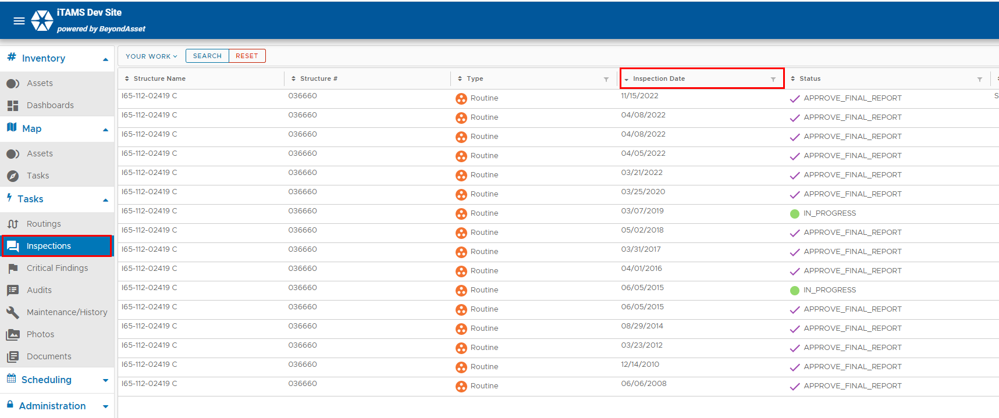 iTAMS Dev Site
powered by BeyondAsset
Inventory
Assets
Dashboards
Map
Assets
Tasks
Tasks
Routings
Inspections
Critical Findings
Audits
Maintenance/History
Photos
Documents
Scheduling
Administration
YOUR WORK SEARCH RESET
Structure Name Structure # Type Inspection Date Status
I65-112-02419 C 036660 Routine 11/15/2022 APPROVE_FINAL_REPORT S
I65-112-02419 C 036660 Routine 04/08/2022 APPROVE_FINAL_REPORT
I65-112-02419 C 036660 Routine 04/08/2022 APPROVE_FINAL_REPORT
I65-112-02419 C 036660 Routine 04/05/2022 APPROVE_FINAL_REPORT
I65-112-02419 C 036660 Routine 03/21/2022 APPROVE_FINAL_REPORT
I65-112-02419 C 036660 Routine 03/25/2020 APPROVE_FINAL_REPORT
I65-112-02419 C 036660 Routine 03/07/2019 IN_PROGRESS
I65-112-02419 C 036660 Routine 05/02/2018 APPROVE_FINAL_REPORT
I65-112-02419 C 036660 Routine 03/31/2017 APPROVE_FINAL_REPORT
I65-112-02419 C 036660 Routine 04/01/2016 APPROVE_FINAL_REPORT
I65-112-02419 C 036660 Routine 06/05/2015 IN_PROGRESS
I65-112-02419 C 036660 Routine 06/05/2015 APPROVE_FINAL_REPORT
I65-112-02419 C 036660 Routine 08/29/2014 APPROVE_FINAL_REPORT
I65-112-02419 C 036660 Routine 03/23/2012 APPROVE_FINAL_REPORT
I65-112-02419 C 036660 Routine 12/14/2010 APPROVE_FINAL_REPORT
I65-112-02419 C 036660 Routine 06/06/2008 APPROVE_FINAL_REPORT